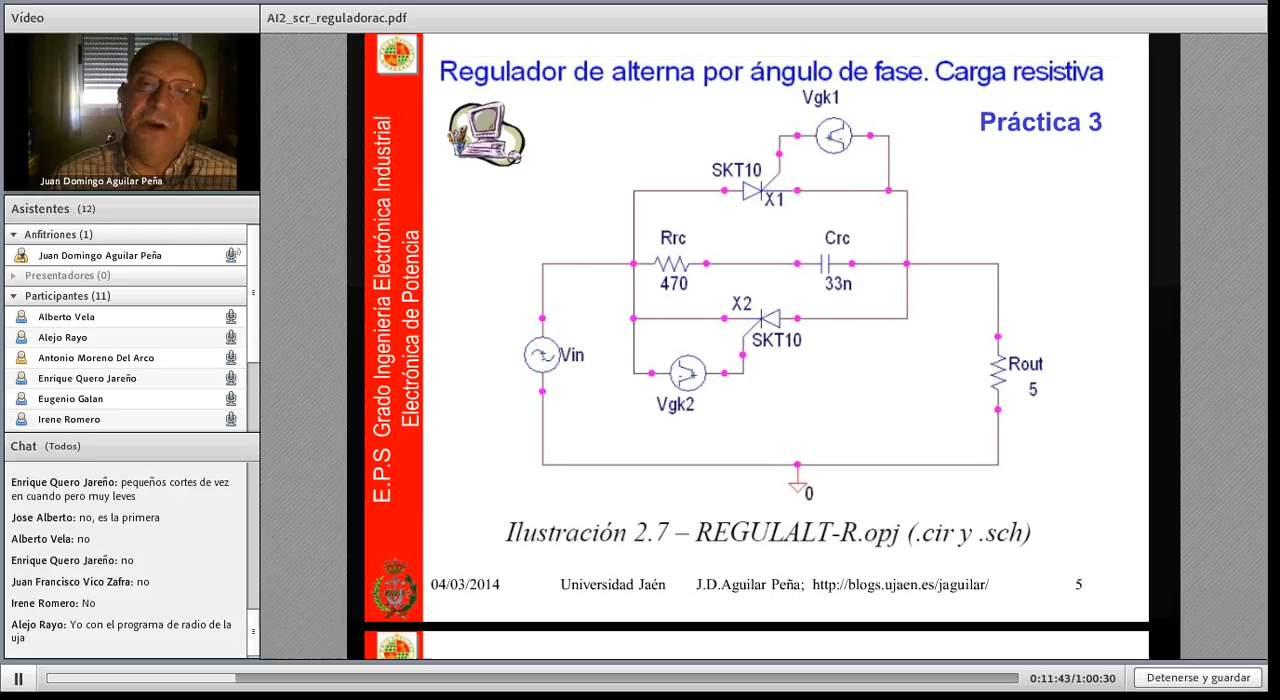 Vídeo
Juan Domingo Aguilar Peña
Asistentes (12)
Anfitriones (1)
Juan Domingo Aguilar Peña
Presentadores (0)
Participantes (11)
Alberto Vela
Alejo Rayo
Antonio Moreno Del Arco
Enrique Quero Jareño
Eugenio Galan
Irene Romero
Chat (Todos)
Enrique Quero Jareño: pequeños cortes de vez
en cuando pero muy leves
Jose Alberto: no, es la primera
Alberto Vela: no
Enrique Quero Jareño: no
Juan Francisco Vico Zafra: no
Irene Romero: No
Alejo Rayo: Yo con el programa de radio de la
uja
AI2_scr_reguladorac.pdf
E.P.S Grado Ingeniería Electrónica Industrial
Electrónica de Potencia
Regulador de alterna por ángulo de fase. Carga resistiva
Práctica 3
Vgk1
SKT10
X1
Rrc
470
Crc
33n
X2
SKT10
Vgk2
Vin
Rout
5
0
Ilustración 2.7 – REGULALT-R.opj (.cir y .sch)
04/03/2014 Universidad Jaén J.D.Aguilar Peña; http://blogs.ujaen.es/jaguilar/ 5
0:11:43/1:00:30
Detenerse y guardar